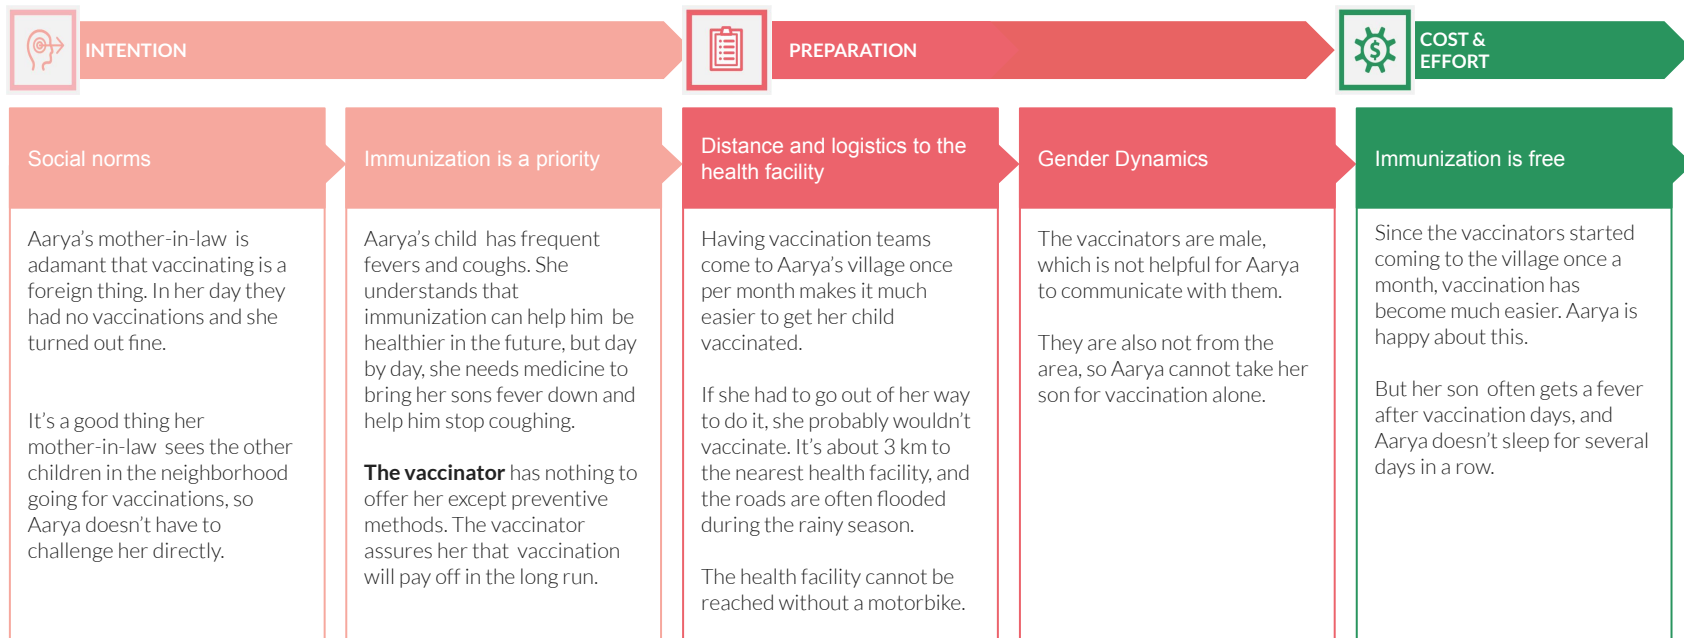 INTENTION
PREPARATION
COST &
EFFORT
Social norms
Aarya’s mother-in-law is
adamant that vaccinating is a
foreign thing. In her day they
had no vaccinations and she
turned out fine.
It’s a good thing her
mother-in-law sees the other
children in the neighborhood
going for vaccinations, so
Aarya doesn’t have to
challenge her directly.
Immunization is a priority
Aarya’s child has frequent
fevers and coughs. She
understands that
immunization can help him be
healthier in the future, but day
by day, she needs medicine to
bring her sons fever down and
help him stop coughing.
The vaccinator has nothing to
offer her except preventive
methods. The vaccinator
assures her that vaccination
will pay off in the long run.
Distance and logistics to the
health facility
Having vaccination teams
come to Aarya’s village once
per month makes it much
easier to get her child
vaccinated.
If she had to go out of her way
to do it, she probably wouldn’t
vaccinate. It’s about 3 km to
the nearest health facility, and
the roads are often flooded
during the rainy season.
The health facility cannot be
reached without a motorbike.
Gender Dynamics
The vaccinators are male,
which is not helpful for Aarya
to communicate with them.
They are also not from the
area, so Aarya cannot take her
son for vaccination alone.
Immunization is free
Since the vaccinators started
coming to the village once a
month, vaccination has
become much easier. Aarya is
happy about this.
But her son often gets a fever
after vaccination days, and
Aarya doesn’t sleep for several
days in a row.